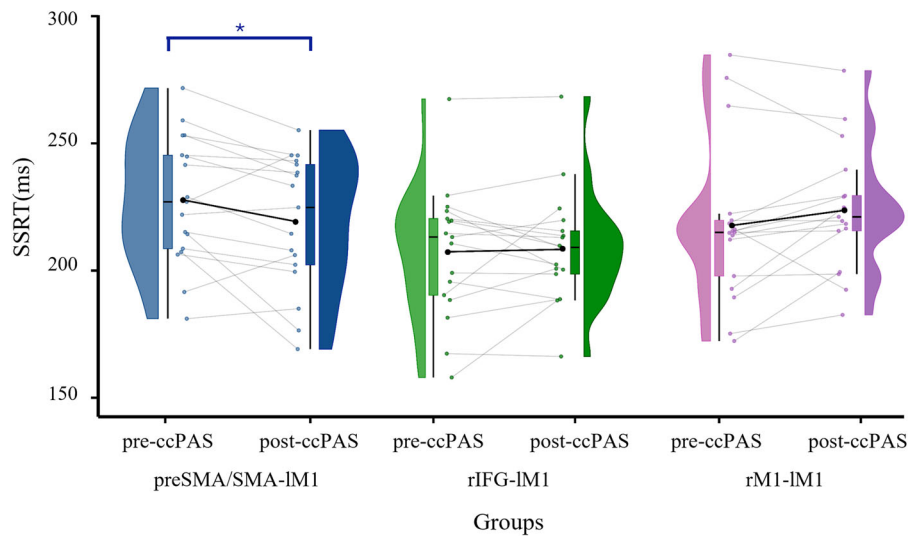 *
300
250
200
150
SSRT(ms)
pre-ccPAS post-ccPAS pre-ccPAS post-ccPAS pre-ccPAS post-ccPAS
preSMA/SMA-lM1 rIFG-lM1 rM1-lM1
Groups